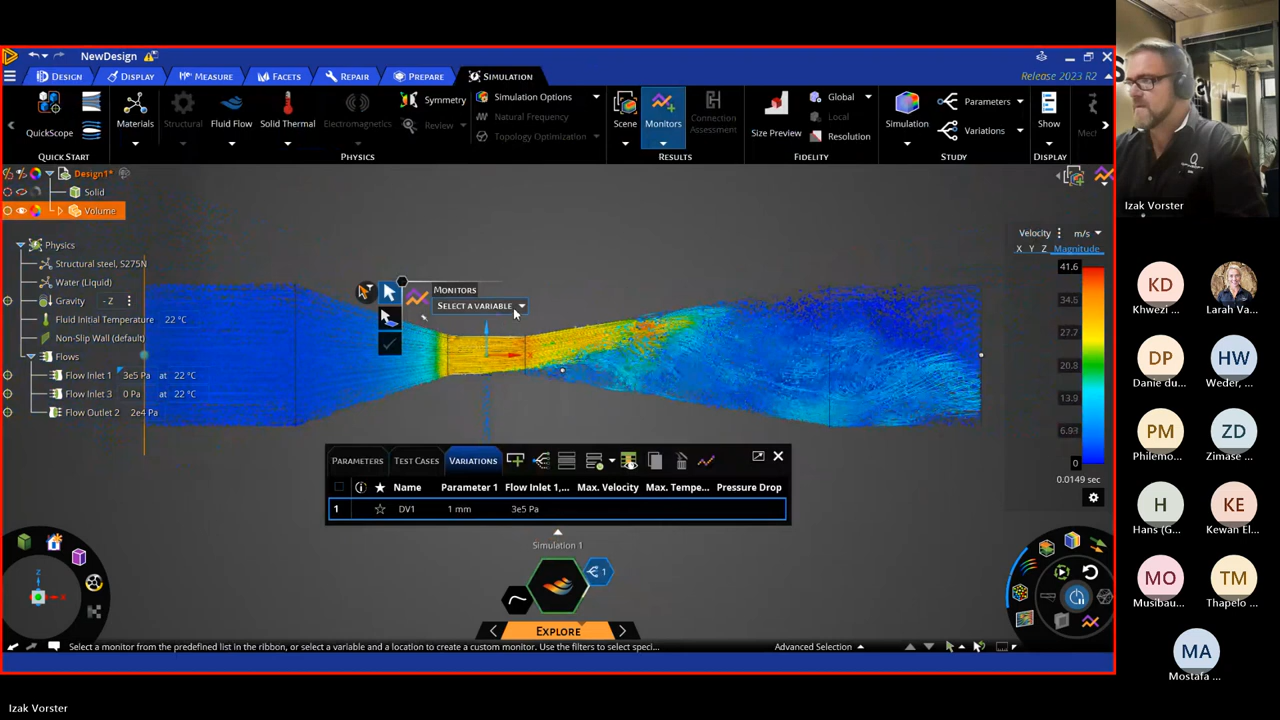 NewDesign
DESIGN
DISPLAY
MEASURE
FACETS
REPAIR
PREPARE
SIMULATION
Release 2023 R2
QuickScope
Materials
Structural
Fluid Flow
Solid Thermal
Electromagnetics
Symmetry
Review
Simulation Options
Natural Frequency
Topology Optimization
Scene
Monitors
Connection
Assessment
Size Preview
Global
Local
Resolution
Simulation
Parameters
Variations
Show
QUICK START
PHYSICS
RESULTS
FIDELITY
STUDY
DISPLAY
Design1*
Solid
Volume
Physics
Structural steel, S275N
Water (Liquid)
Gravity - Z
Fluid Initial Temperature 22 °C
Non-Slip Wall (default)
Flows
Flow Inlet 1 3e5 Pa at 22 °C
Flow Inlet 3 0 Pa at 22 °C
Flow Outlet 2 2e4 Pa
MONITORS
SELECT A VARIABLE
Velocity m/s
X Y Z Magnitude
41.6
34.5
27.7
20.8
13.9
6.93
0
0.0149 sec
PARAMETERS TEST CASES VARIATIONS
Name Parameter 1 Flow Inlet 1,... Max. Velocity Max. Tempe... Pressure Drop
1 DV1 1 mm 3e5 Pa
Simulation 1
1
EXPLORE
Select a monitor from the predefined list in the ribbon, or select a variable and a location to create a custom monitor. Use the filters to select speci...
Advanced Selection
Izak Vorster
KD
Khwezi ...
Larah Va...
DP
Danie du...
HW
Weder, ...
PM
Philemo...
ZD
Zimase ...
H
Hans (G...
KE
Kewan El...
MO
Musibau...
TM
Thapelo ...
MA
Mostafa ...
Izak Vorster